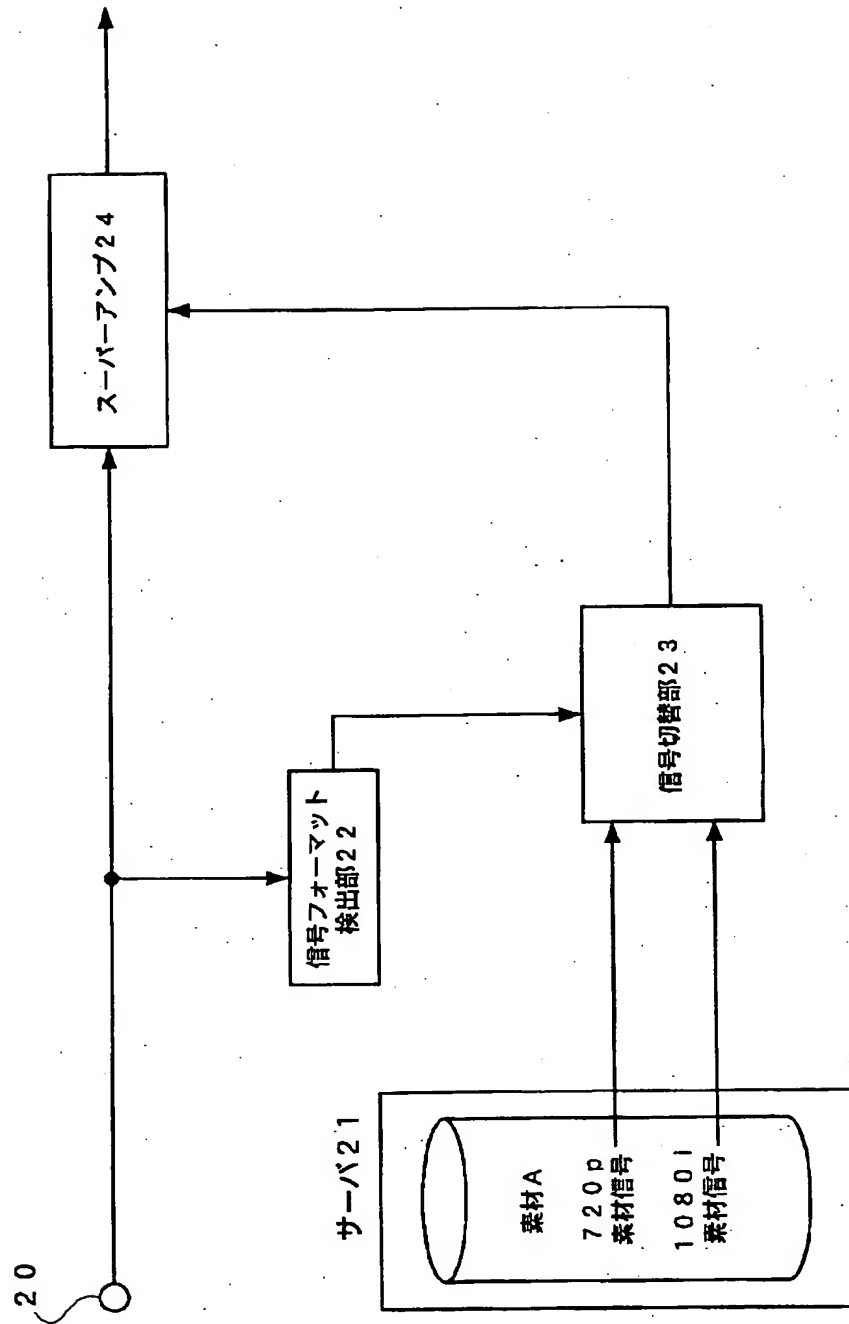 20
スーパーアンプ24
信号フォーマット
検出部22
信号切替部23
サーバ21
素材A
720p
素材信号
1080i
素材信号